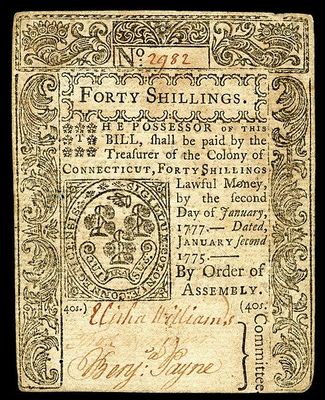 No. 2982
FORTY SHILLINGS.
THE POSSESSOR OF THIS
BILL, shall be paid by the
Treasurer of the Colony of
CONNECTICUT, FORTY SHILLINGS
Lawful Money,
by the second
Day of January,
1777.— Dated,
JANUARY second
1775—
By Order of
ASSEMBLY.
40s.) (40s.
Elisha Williams
Benj.a Payne
Committee